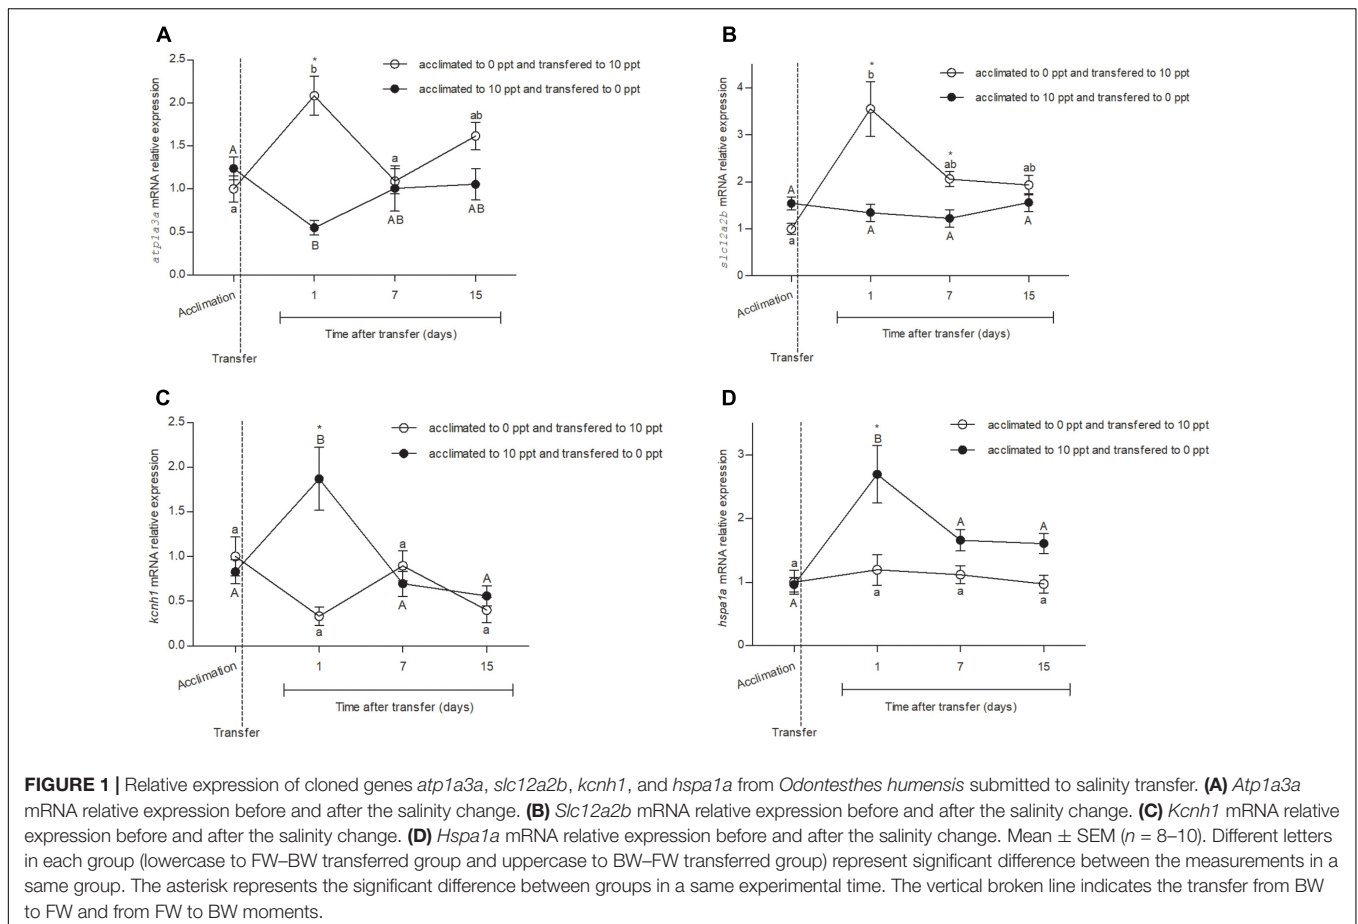 A
atp1a3a mRNA relative expression
2.5
2.0
1.5
1.0
0.5
0.0
acclimated to 0 ppt and transfered to 10 ppt
acclimated to 10 ppt and transfered to 0 ppt
A
a
*
b
B
a
AB
ab
AB
Acclimation
1
7
15
Time after transfer (days)
Transfer
B
slc12a2b mRNA relative expression
4
3
2
1
0
acclimated to 0 ppt and transfered to 10 ppt
acclimated to 10 ppt and transfered to 0 ppt
A
a
*
b
A
*
ab
A
ab
A
Acclimation
1
7
15
Time after transfer (days)
Transfer
C
kcnh1 mRNA relative expression
2.5
2.0
1.5
1.0
0.5
0.0
acclimated to 0 ppt and transfered to 10 ppt
acclimated to 10 ppt and transfered to 0 ppt
a
A
*
B
a
a
A
A
a
Acclimation
1
7
15
Time after transfer (days)
Transfer
D
hspa1a mRNA relative expression
3
2
1
0
acclimated to 0 ppt and transfered to 10 ppt
acclimated to 10 ppt and transfered to 0 ppt
a
A
*
B
a
A
a
A
a
Acclimation
1
7
15
Time after transfer (days)
Transfer
FIGURE 1 | Relative expression of cloned genes atp1a3a, slc12a2b, kcnh1, and hspa1a from Odontesthes humensis submitted to salinity transfer. (A) Atp1a3a
mRNA relative expression before and after the salinity change. (B) Slc12a2b mRNA relative expression before and after the salinity change. (C) Kcnh1 mRNA relative
expression before and after the salinity change. (D) Hspa1a mRNA relative expression before and after the salinity change. Mean ± SEM (n = 8–10). Different letters
in each group (lowercase to FW–BW transferred group and uppercase to BW–FW transferred group) represent significant difference between the measurements in a
same group. The asterisk represents the significant difference between groups in a same experimental time. The vertical broken line indicates the transfer from BW
to FW and from FW to BW moments.